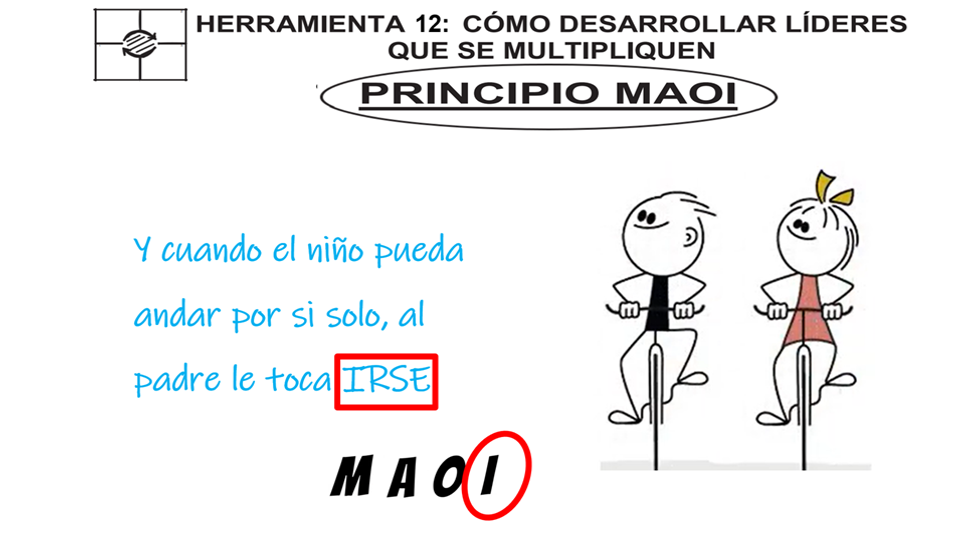 HERRAMIENTA 12: CÓMO DESARROLLAR LÍDERES
QUE SE MULTIPLIQUEN
PRINCIPIO MAOI
Y cuando el niño pueda
andar por si solo, al
padre le toca IRSE
M A O I